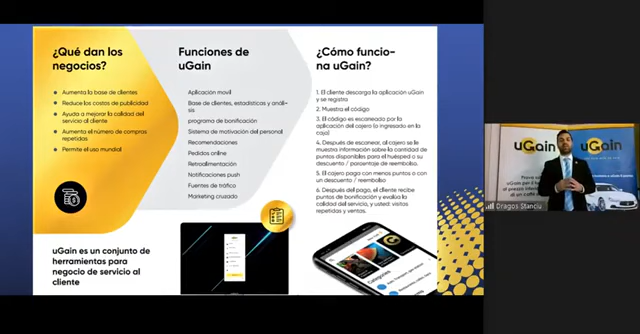 ¿Qué dan los
negocios?
Aumenta la base de clientes
Reduce los costos de publicidad
Ayuda a mejorar la calidad del
servicio al cliente
Aumenta el número de compras
repetidas
Permite el uso mundial
uGain es un conjunto de
herramientas para
negocio de servicio al
cliente
Funciones de
uGain
Aplicación movil
Base de clientes, estadísticas y análi-
sis
programa de bonificación
Sistema de motivación del personal
Recomendaciones
Pedidos online
Retroalimentación
Notificaciones push
Fuentes de tráfico
Marketing cruzado
¿Cómo funcio-
na uGain?
1. El cliente descarga la aplicación uGain
y se registra
2. Muestra el código
3. El código es escaneado por la
aplicación del cajero (o ingresado en la
caja)
4. Después de escanear, al cajero se le
muestra información sobre la cantidad
de puntos disponibles para el huésped o su
descuento / porcentaje de reembolso.
5. El cajero paga con menos puntos o con
un descuento / reembolso
6. Después del pago, el cliente recibe
puntos de bonificación y evalúa la
calidad del servicio, y usted: visitas
repetidas y ventas.
Categories
uGain
uGain
Dragos Stanciu